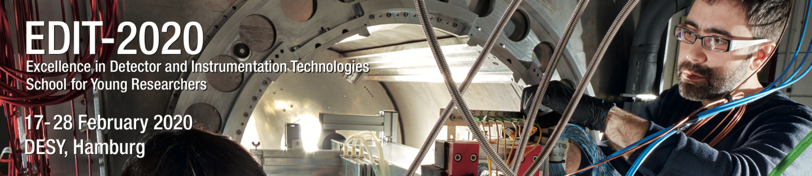 EDIT-2020
Excellence in Detector and Instrumentation Technologies
School for Young Researchers
17-28 February 2020
DESY, Hamburg